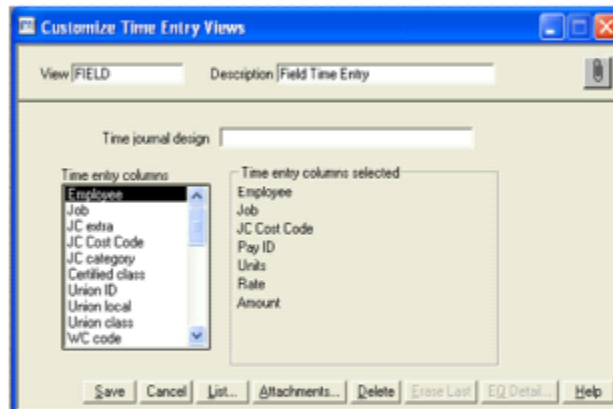 Customize Time Entry Views
View FIELD Description Field Time Entry
Time journal design
Time entry columns
Employee
Job
JC extra
JC Cost Code
JC category
Certified class
Union ID
Union local
Union class
WC code
Time entry columns selected
Employee
Job
JC Cost Code
Pay ID
Units
Rate
Amount
Save Cancel List... Attachments... Delete Erase Last EQ Detail... Help